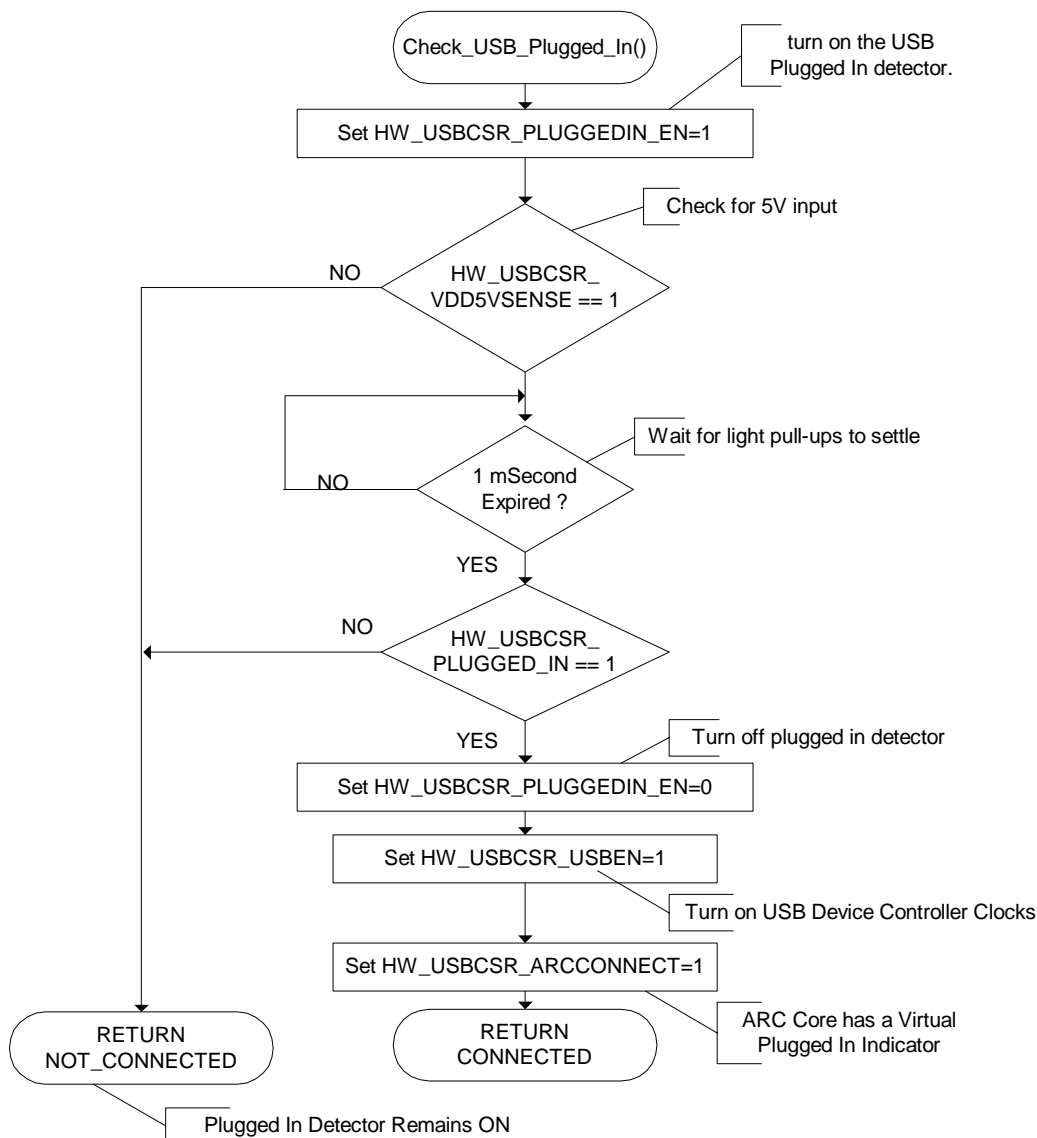 Check_USB_Plugged_In()
turn on the USB
Plugged In detector.
Set HW_USBCSR_PLUGGEDIN_EN=1
Check for 5V input
NO
HW_USBCSR_
VDD5VSENSE == 1
Wait for light pull-ups to settle
1 mSecond
Expired ?
NO
YES
NO
HW_USBCSR_
PLUGGED_IN == 1
YES
Turn off plugged in detector
Set HW_USBCSR_PLUGGEDIN_EN=0
Set HW_USBCSR_USBEN=1
Turn on USB Device Controller Clocks
Set HW_USBCSR_ARCCONNECT=1
ARC Core has a Virtual
Plugged In Indicator
RETURN
NOT_CONNECTED
RETURN
CONNECTED
Plugged In Detector Remains ON